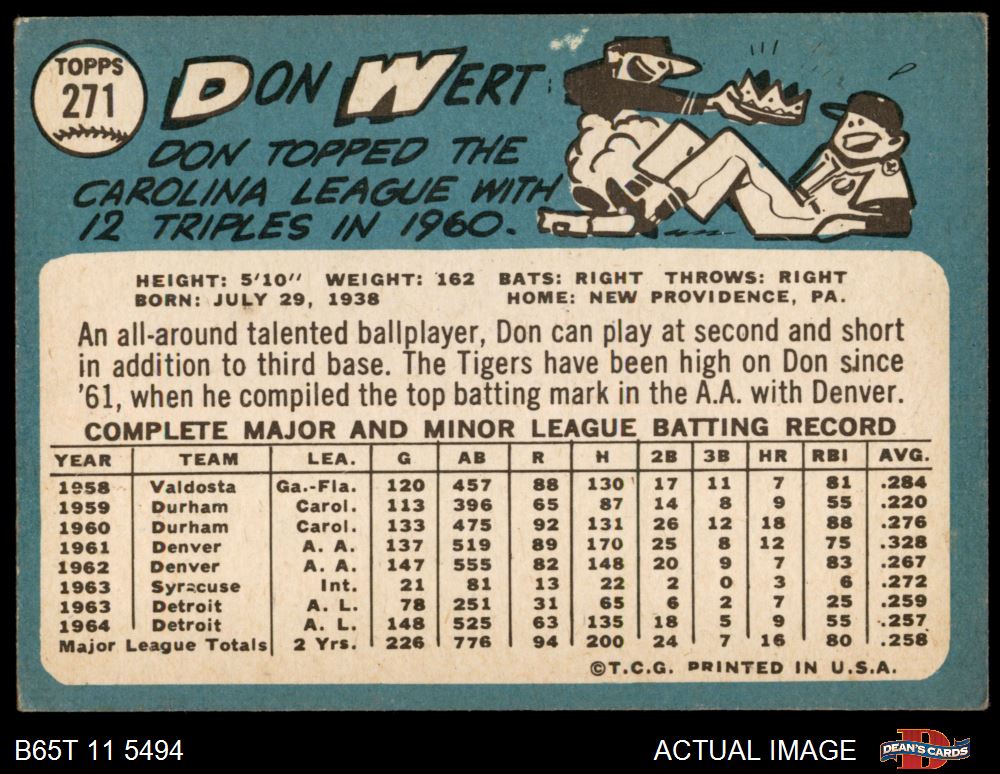 TOPPS
271
DON WERT
DON TOPPED THE
CAROLINA LEAGUE WITH
12 TRIPLES IN 1960.
HEIGHT: 5'10" WEIGHT: 162 BATS: RIGHT THROWS: RIGHT
BORN: JULY 29, 1938 HOME: NEW PROVIDENCE, PA.
An all-around talented ballplayer, Don can play at second and short
in addition to third base. The Tigers have been high on Don since
'61, when he compiled the top batting mark in the A.A. with Denver.
COMPLETE MAJOR AND MINOR LEAGUE BATTING RECORD
YEAR TEAM LEA. G AB R H 2B 3B HR RBI AVG.
1958 Valdosta Ga.-Fla. 120 457 88 130 17 11 7 81 .284
1959 Durham Carol. 113 396 65 87 14 8 9 55 .220
1960 Durham Carol. 133 475 92 131 26 12 18 88 .276
1961 Denver A. A. 137 519 89 170 25 8 12 75 .328
1962 Denver A. A. 147 555 82 148 20 9 7 83 .267
1963 Syracuse Int. 21 81 13 22 2 0 3 6 .272
1963 Detroit A. L. 78 251 31 65 6 2 7 25 .259
1964 Detroit A. L. 148 525 63 135 18 5 9 55 .257
Major League Totals 2 Yrs. 226 776 94 200 24 7 16 80 .258
©T.C.G. PRINTED IN U.S.A.
B65T 11 5494 ACTUAL IMAGE DEAN'S CARDS